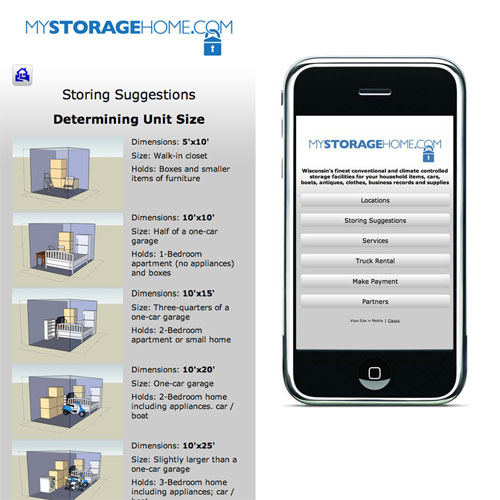 MYSTORAGEHOME.COM
Storing Suggestions
Determining Unit Size
Dimensions: 5'x10'
Size: Walk-in closet
Holds: Boxes and smaller
items of furniture
Dimensions: 10'x10'
Size: Half of a one-car
garage
Holds: 1-Bedroom
apartment (no appliances)
and boxes
Dimensions: 10'x15'
Size: Three-quarters of a
one-car garage
Holds: 2-Bedroom
apartment or small home
Dimensions: 10'x20'
Size: One-car garage
Holds: 2-Bedroom home
including appliances. car /
boat
Dimensions: 10'x25'
Size: Slightly larger than a
one-car garage
Holds: 3-Bedroom home
including appliances; car /
MYSTORAGEHOME.COM
Wisconsin's finest conventional and climate controlled
storage facilities for your household items, cars,
boats, antiques, clothes, business records and supplies
Locations
Storing Suggestions
Services
Truck Rental
Make Payment
Partners
View Site in Mobile | Classic